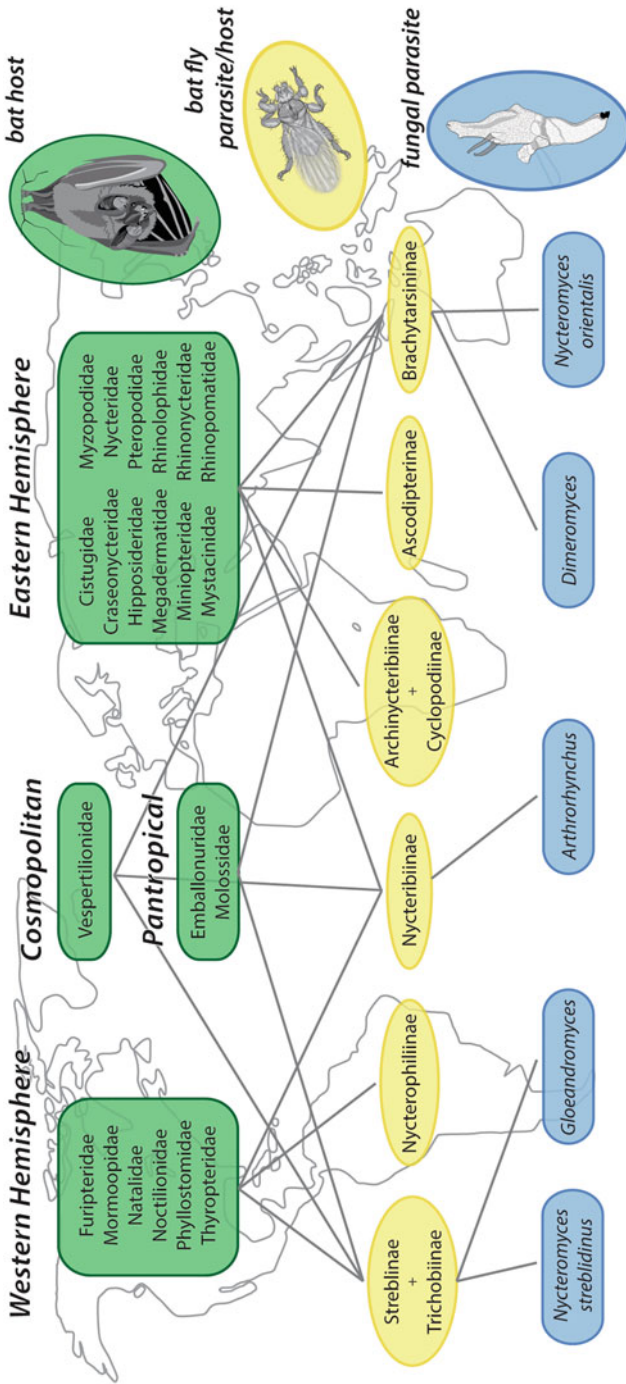 Western Hemisphere
Cosmopolitan
Eastern Hemisphere
bat host
Furipteridae
Mormoopidae
Natalidae
Noctilionidae
Phyllostomidae
Thyropteridae
Vespertilionidae
Pantropical
Emballonuridae
Molossidae
Cistugidae
Craseonycteridae
Hipposideridae
Megadermatidae
Miniopteridae
Mystacinidae
Myzopodidae
Nycteridae
Pteropodidae
Rhinolophidae
Rhinonycteridae
Rhinopomatidae
bat fly
parasite/host
Streblinae
+
Trichobiinae
Nycterophiliinae
Nycteribiinae
Archinycteribiinae
+
Cyclopodiinae
Ascodipterinae
Brachytarsininae
fungal parasite
Nycteromyces
streblidinus
Gloeandromyces
Arthrorhynchus
Dimeromyces
Nycteromyces
orientalis